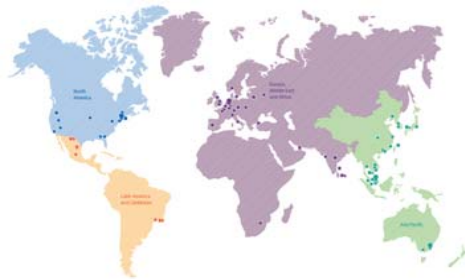 North
America
Europe,
Middle East
and Africa
Latin America
and Caribbean
Asia Pacific